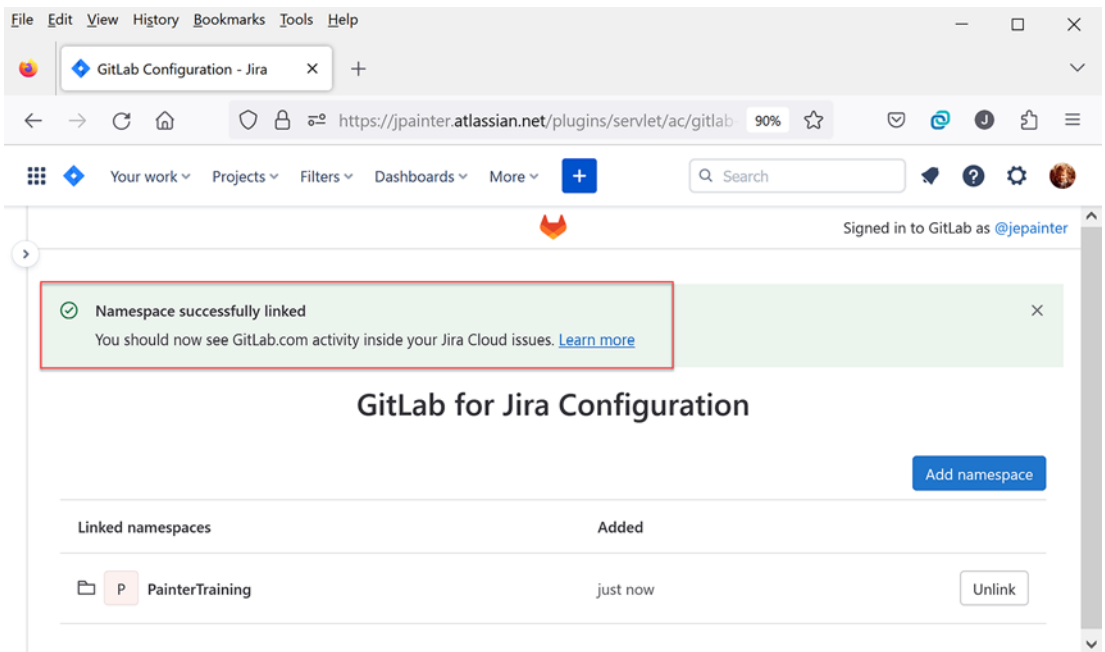 File Edit View History Bookmarks Tools Help
GitLab Configuration - Jira
https://jpainter.atlassian.net/plugins/servlet/ac/gitlab 90% J
Your work Projects Filters Dashboards More + Search
Signed in to GitLab as @jepainter
Namespace successfully linked
You should now see GitLab.com activity inside your Jira Cloud issues. Learn more
GitLab for Jira Configuration
Add namespace
Linked namespaces Added
P PainterTraining just now Unlink